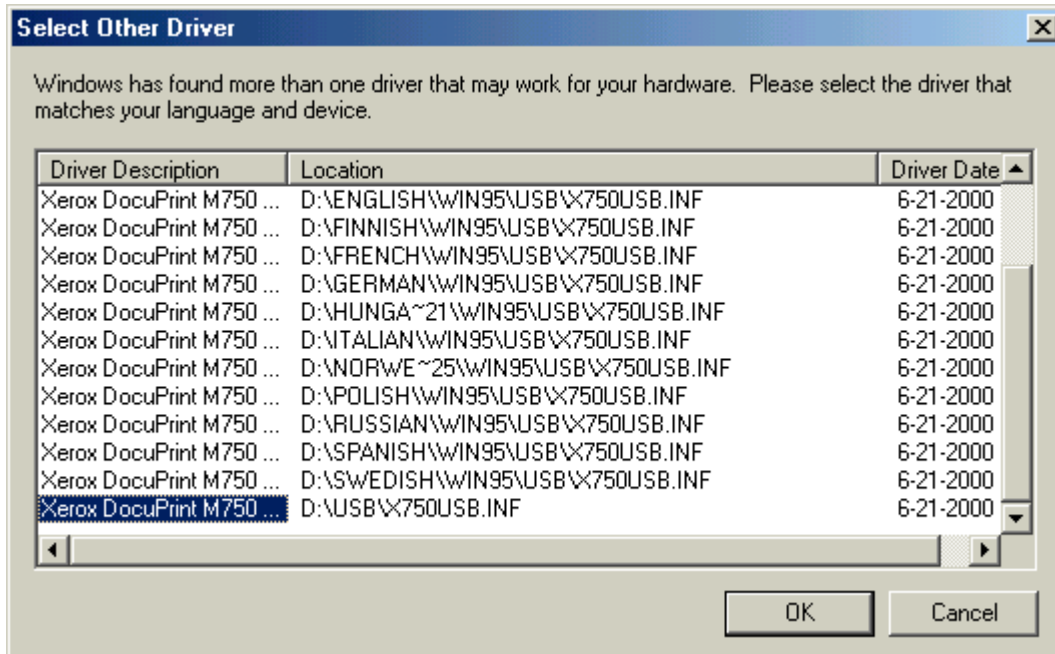 Select Other Driver
Windows has found more than one driver that may work for your hardware. Please select the driver that
matches your language and device.
Driver Description Location Driver Date
Xerox DocuPrint M750 ... D:\ENGLISH\WIN95\USB\X750USB.INF 6-21-2000
Xerox DocuPrint M750 ... D:\FINNISH\WIN95\USB\X750USB.INF 6-21-2000
Xerox DocuPrint M750 ... D:\FRENCH\WIN95\USB\X750USB.INF 6-21-2000
Xerox DocuPrint M750 ... D:\GERMAN\WIN95\USB\X750USB.INF 6-21-2000
Xerox DocuPrint M750 ... D:\HUNGA~21\WIN95\USB\X750USB.INF 6-21-2000
Xerox DocuPrint M750 ... D:\ITALIAN\WIN95\USB\X750USB.INF 6-21-2000
Xerox DocuPrint M750 ... D:\NORWE~25\WIN95\USB\X750USB.INF 6-21-2000
Xerox DocuPrint M750 ... D:\POLISH\WIN95\USB\X750USB.INF 6-21-2000
Xerox DocuPrint M750 ... D:\RUSSIAN\WIN95\USB\X750USB.INF 6-21-2000
Xerox DocuPrint M750 ... D:\SPANISH\WIN95\USB\X750USB.INF 6-21-2000
Xerox DocuPrint M750 ... D:\SWEDISH\WIN95\USB\X750USB.INF 6-21-2000
Xerox DocuPrint M750 ... D:\USB\X750USB.INF 6-21-2000
OK Cancel